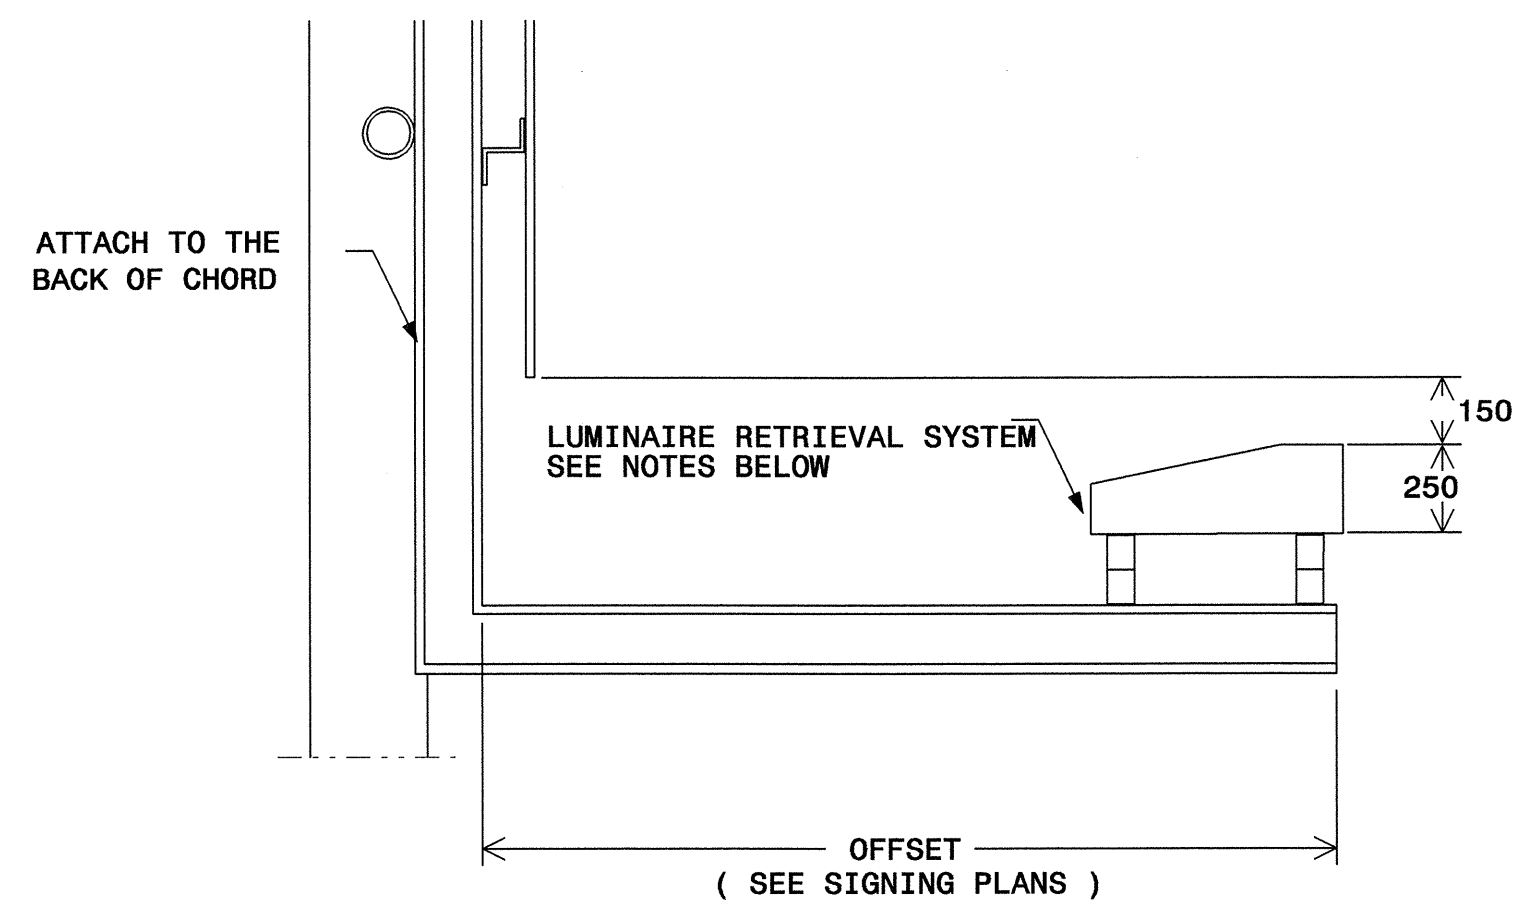 ATTACH TO THE
BACK OF CHORD
LUMINAIRE RETRIEVAL SYSTEM
SEE NOTES BELOW
150
250
OFFSET
( SEE SIGNING PLANS )